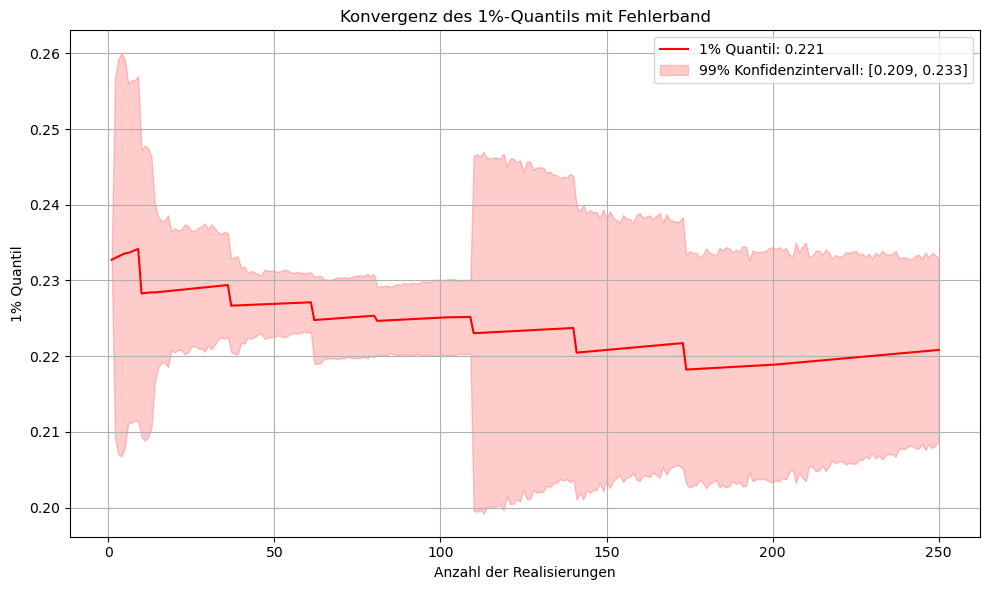 Konvergenz des 1%-Quantils mit Fehlerband
1% Quantil: 0.221
99% Konfidenzintervall: [0.209, 0.233]
1% Quantil
0.26
0.25
0.24
0.23
0.22
0.21
0.20
0
50
100
150
200
250
Anzahl der Realisierungen